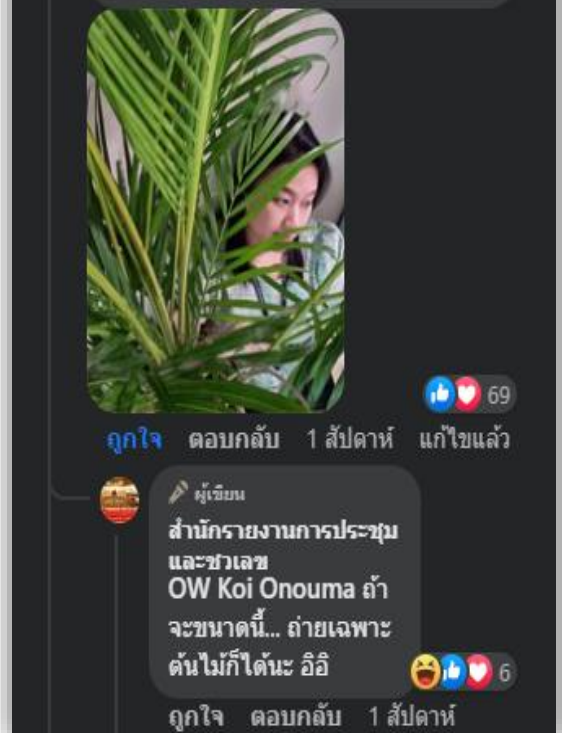 69
ถูกใจ ตอบกลับ 1 สัปดาห์ แก้ไขแล้ว
ผู้เขียน
สำนักรายงานการประชุม
และชวเลข
OW Koi Onouma ถ้า
จะขนาดนี้... ถ่ายเฉพาะ
ต้นไม้ก็ได้นะ อิอิ
6
ถูกใจ ตอบกลับ 1 สัปดาห์